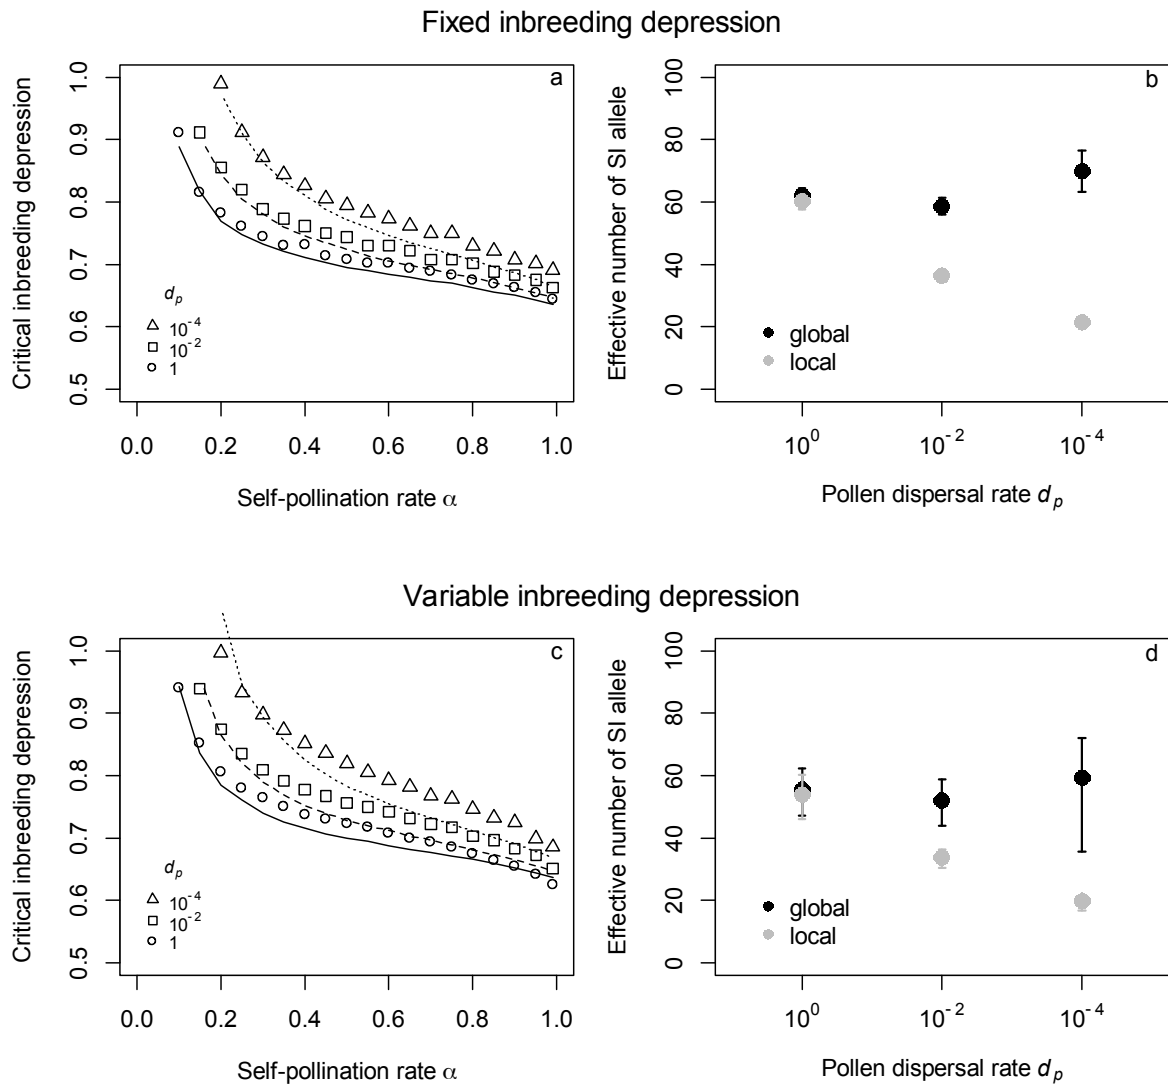 Fixed inbreeding depression
a
Critical inbreeding depression
1.0
0.9
0.8
0.7
0.6
0.5
d_p
10^-4
10^-2
1
0.0 0.2 0.4 0.6 0.8 1.0
Self-pollination rate α
b
Effective number of SI allele
100
80
60
40
20
0
global
local
10^0 10^-2 10^-4
Pollen dispersal rate d_p
Variable inbreeding depression
c
Critical inbreeding depression
1.0
0.9
0.8
0.7
0.6
0.5
d_p
10^-4
10^-2
1
0.0 0.2 0.4 0.6 0.8 1.0
Self-pollination rate α
d
Effective number of SI allele
100
80
60
40
20
0
global
local
10^0 10^-2 10^-4
Pollen dispersal rate d_p